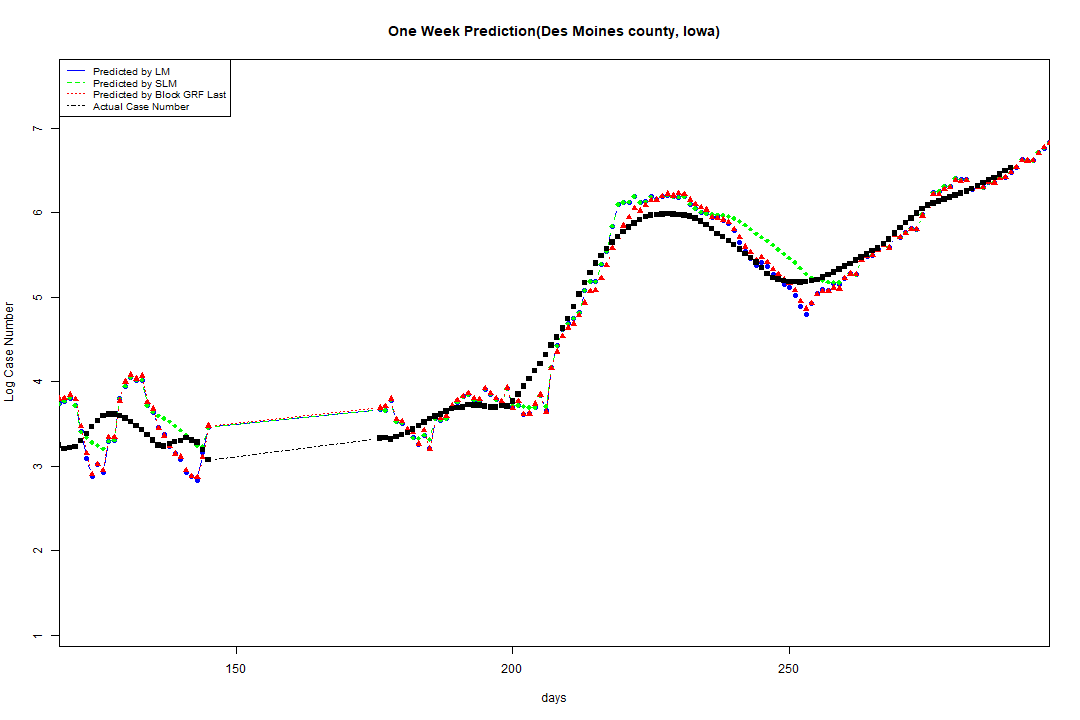 One Week Prediction(Des Moines county, Iowa)
Predicted by LM
Predicted by SLM
Predicted by Block GRF Last
Actual Case Number
Log Case Number
7
6
5
4
3
2
1
150
200
250
days